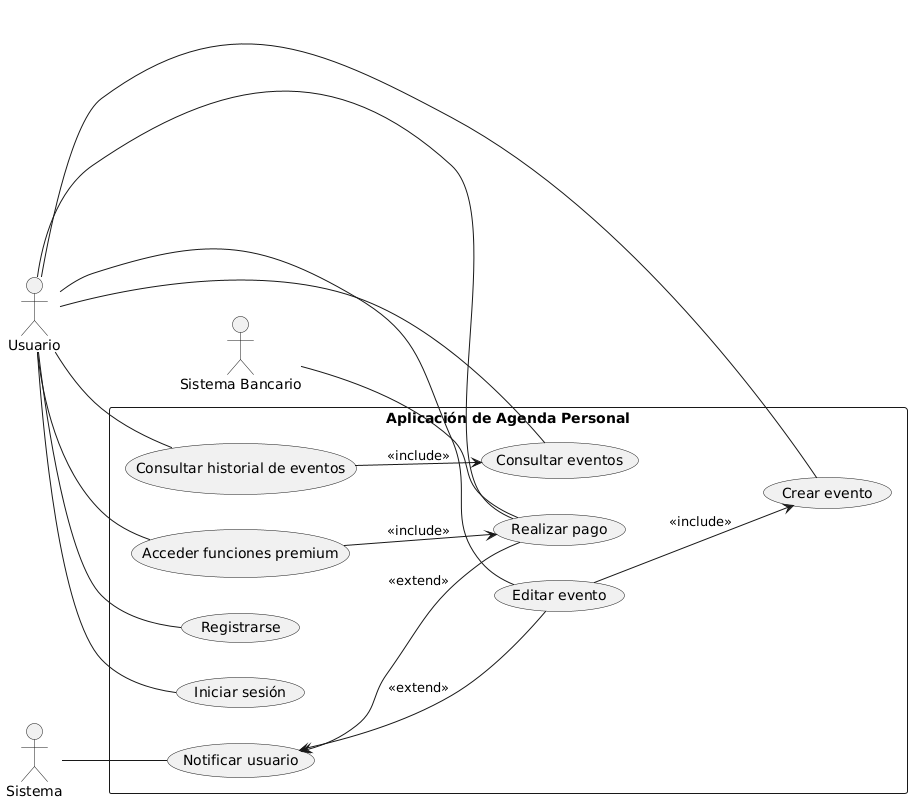 Usuario
Sistema Bancario
Aplicación de Agenda Personal
Consultar historial de eventos
«include»
Consultar eventos
Crear evento
Acceder funciones premium
«include»
Realizar pago
«include»
«extend»
Editar evento
Registrarse
Iniciar sesión
«extend»
Notificar usuario
Sistema